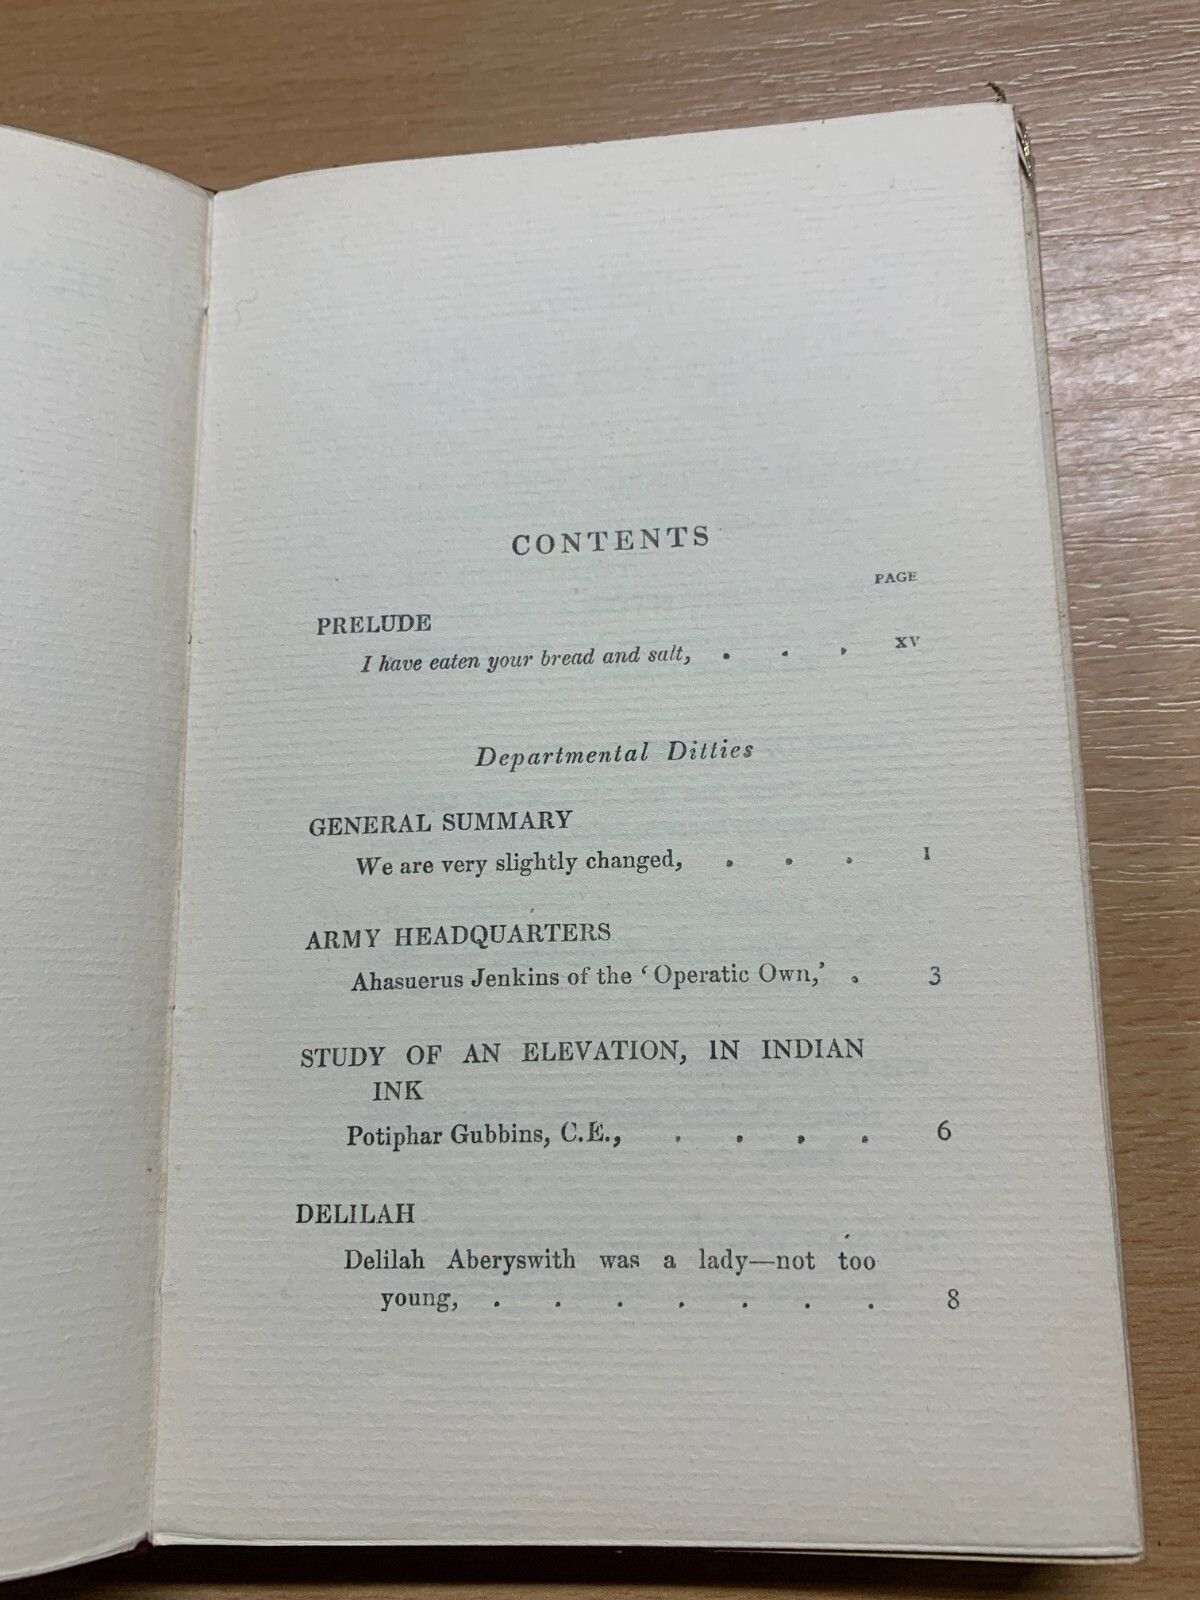 CONTENTS
PAGE
PRELUDE
I have eaten your bread and salt, . . . XV
Departmental Ditties
GENERAL SUMMARY
We are very slightly changed, . . . I
ARMY HEADQUARTERS
Ahasuerus Jenkins of the ‘Operatic Own,’ . 3
STUDY OF AN ELEVATION, IN INDIAN
INK
Potiphar Gubbins, C.E., . . . . 6
DELILAH
Delilah Aberyswith was a lady—not too
young, . . . . . . . 8